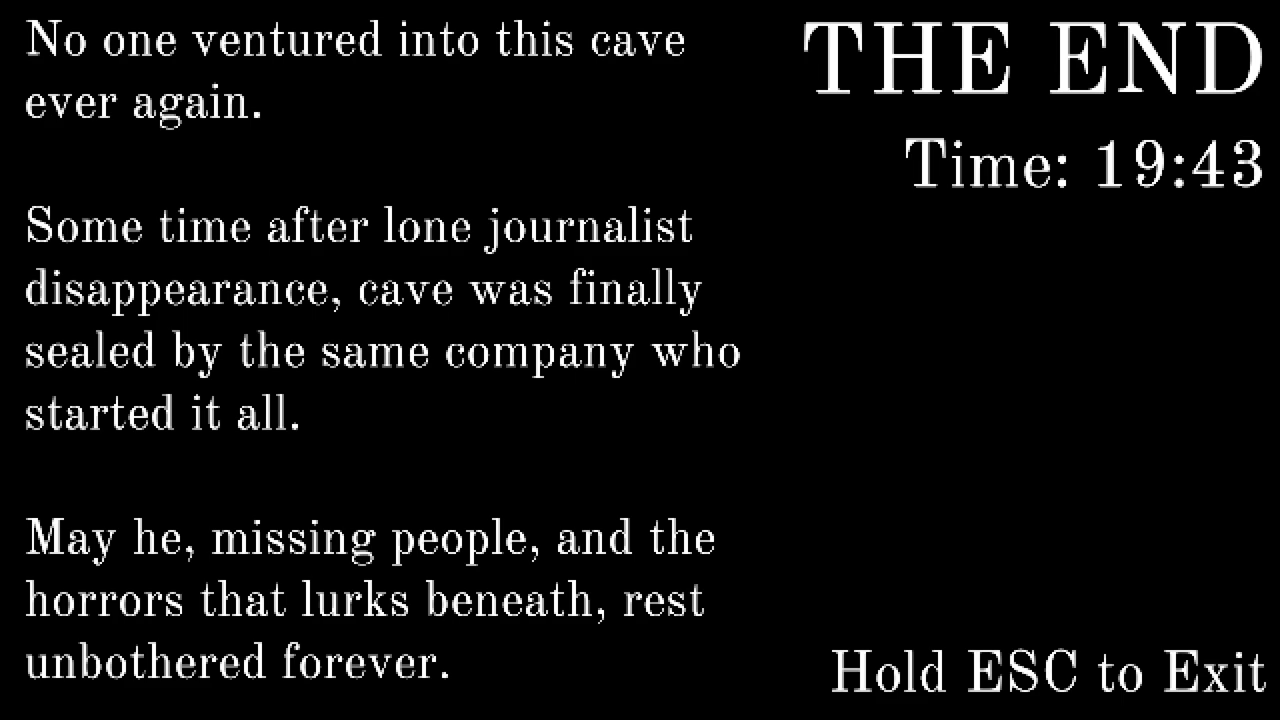 No one ventured into this cave
ever again.
Some time after lone journalist
disappearance, cave was finally
sealed by the same company who
started it all.
May he, missing people, and the
horrors that lurks beneath, rest
unbothered forever.
THE END
Time: 19:43
Hold ESC to Exit